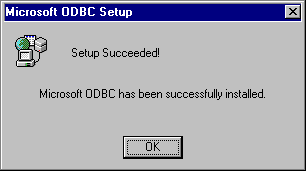 Microsoft ODBC Setup
Setup Succeeded!
Microsoft ODBC has been successfully installed.
OK